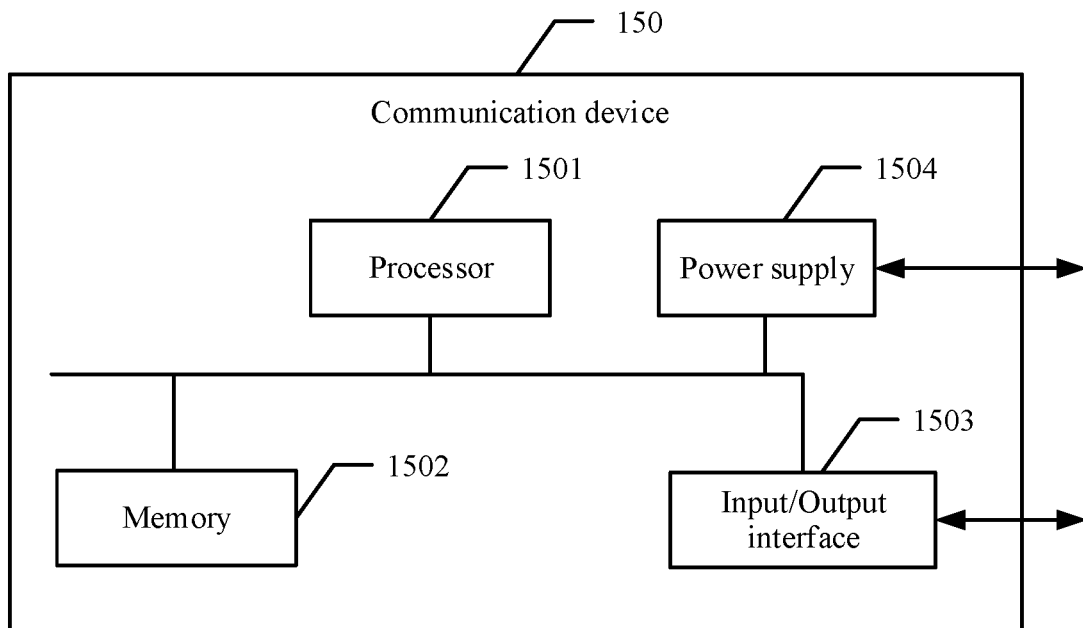 150
Communication device
1501
1504
Processor
Power supply
1503
1502
Memory
Input/Output
interface